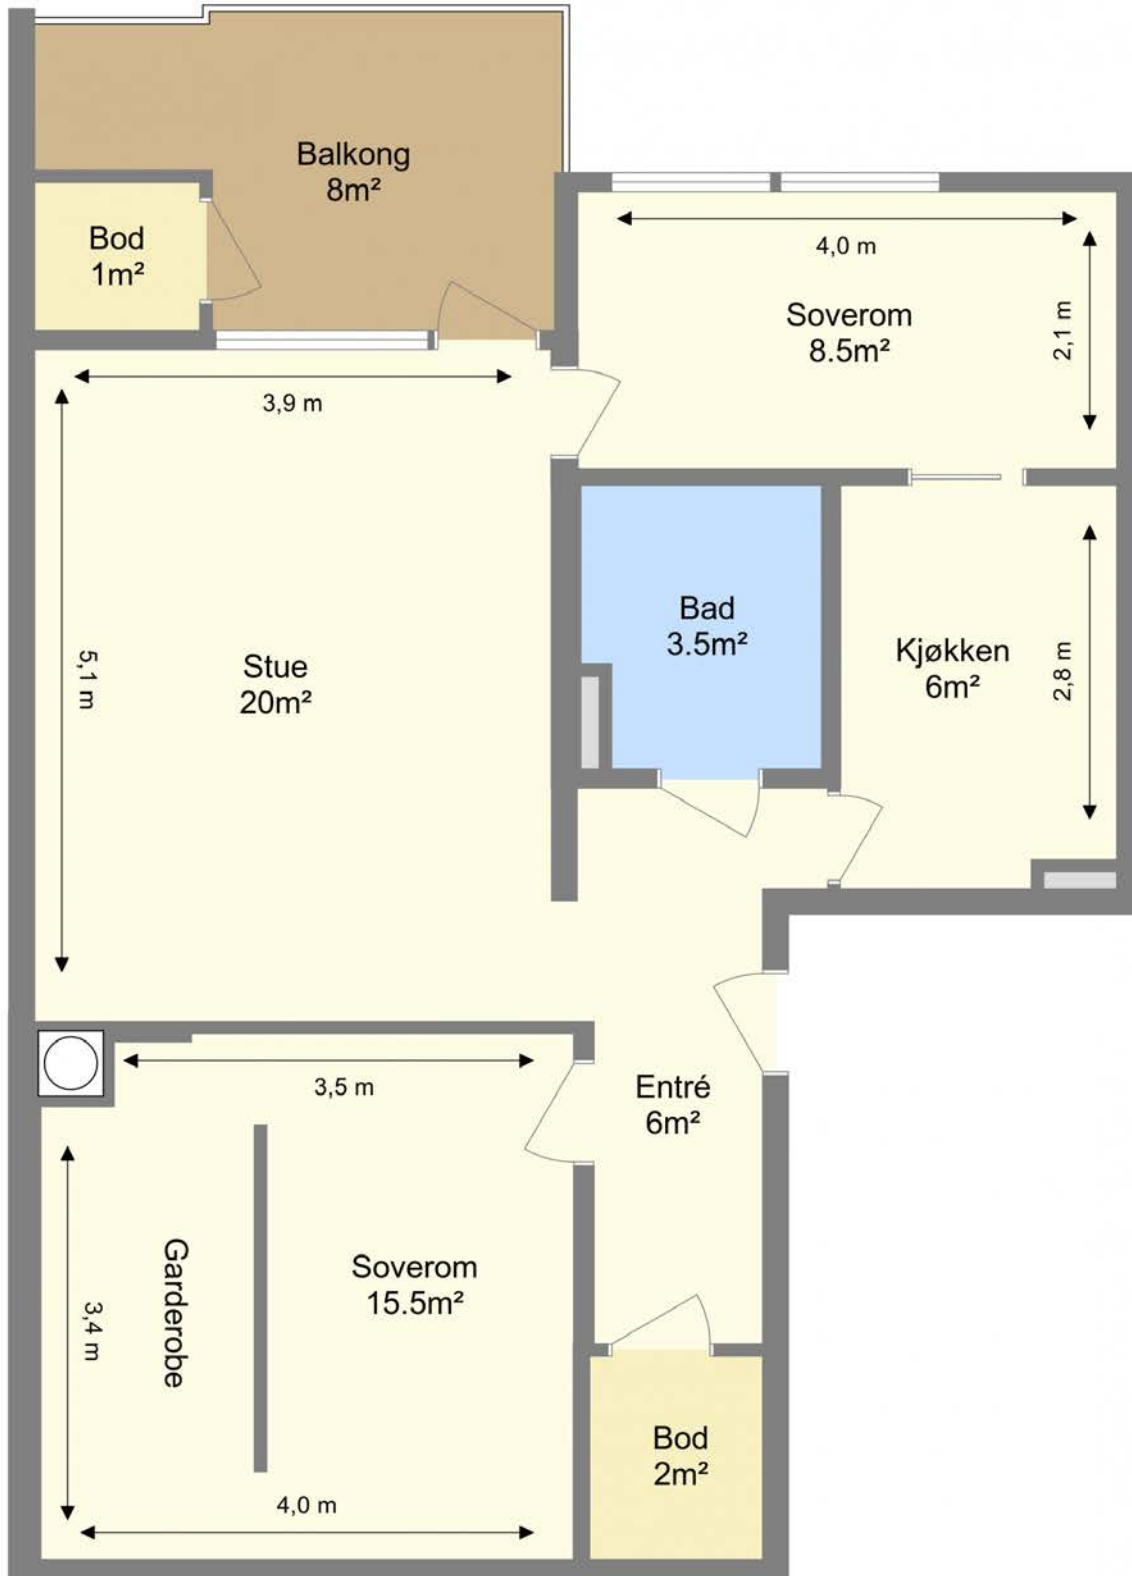 Balkong
8m²
Bod
1m²
4,0 m
Soverom
8.5m²
2,1 m
3,9 m
5,1 m
Stue
20m²
Bad
3.5m²
Kjøkken
6m²
2,8 m
3,5 m
Entré
6m²
Garderobe
Soverom
15.5m²
3,4 m
4,0 m
Bod
2m²